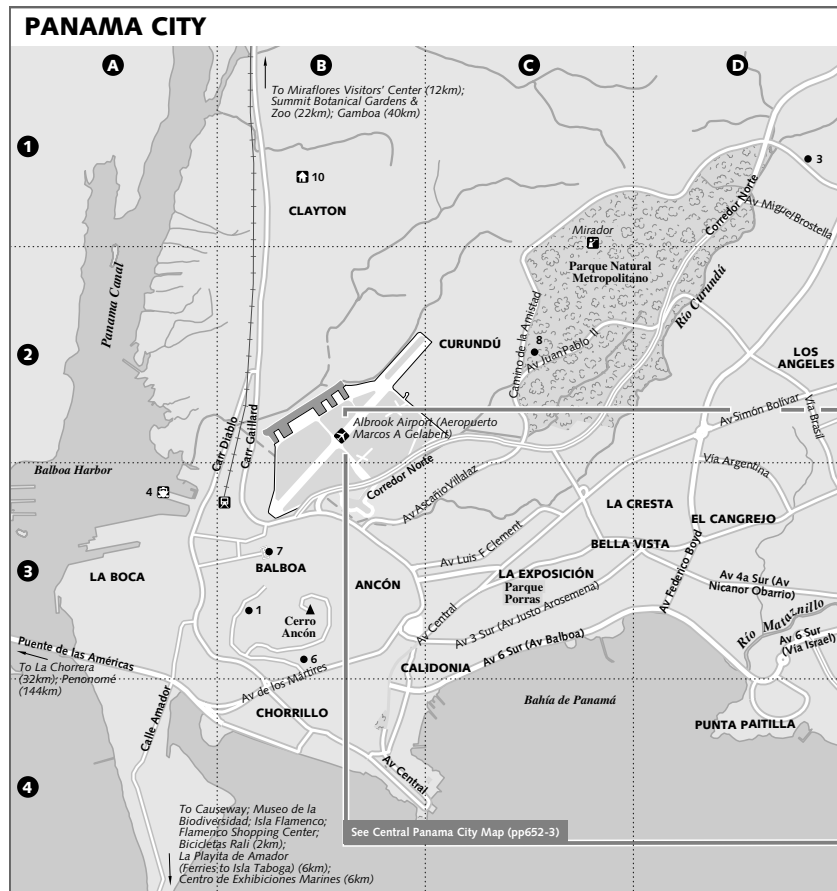 PANAMA CITY
A
B
C
D
1
2
3
4
To Miraflores Visitors' Center (12km);
Summit Botanical Gardens &
Zoo (22km); Gamboa (40km)
3
10
CLAYTON
Corredor Norte
Av Miguel Brostella
Mirador
Parque Natural
Metropolitano
Panama Canal
Río Curundú
Camino de la Amistad
CURUNDÚ
8
Av Juan Pablo II
LOS
ANGELES
Av Simón Bolívar
Vía Brasil
Albrook Airport (Aeropuerto
Marcos A Gelabert)
Carr Diablo
Carr Gaillard
Balboa Harbor
Corredor Norte
Vía Argentina
4
Av Ascañio Villalaz
LA CRESTA
EL CANGREJO
Av Luis F Clement
BELLA VISTA
7
BALBOA
LA BOCA
ANCÓN
LA EXPOSICIÓN
Parque
Porras
Av Federico Boyd
Av 4a Sur (Av
Nicanor Obarrio)
1
Cerro
Ancón
Av Central
Av 3 Sur (Av Justo Arosemena)
Río Mataznillo
Av 6 Sur
(Vía Israel)
Puente de las Américas
To La Chorrera
(32km); Penonomé
(144km)
6
Av de los Mártires
CALIDONIA
Av 6 Sur (Av Balboa)
Bahía de Panamá
CHORRILLO
PUNTA PAITILLA
Calle Amador
Av Central
To Causeway; Museo de la
Biodiversidad; Isla Flamenco;
Flamenco Shopping Center;
Bicicletas Rali (2km);
La Playita de Amador
(Ferries to Isla Taboga) (6km);
Centro de Exhibiciones Marines (6km)
See Central Panama City Map (pp652-3)